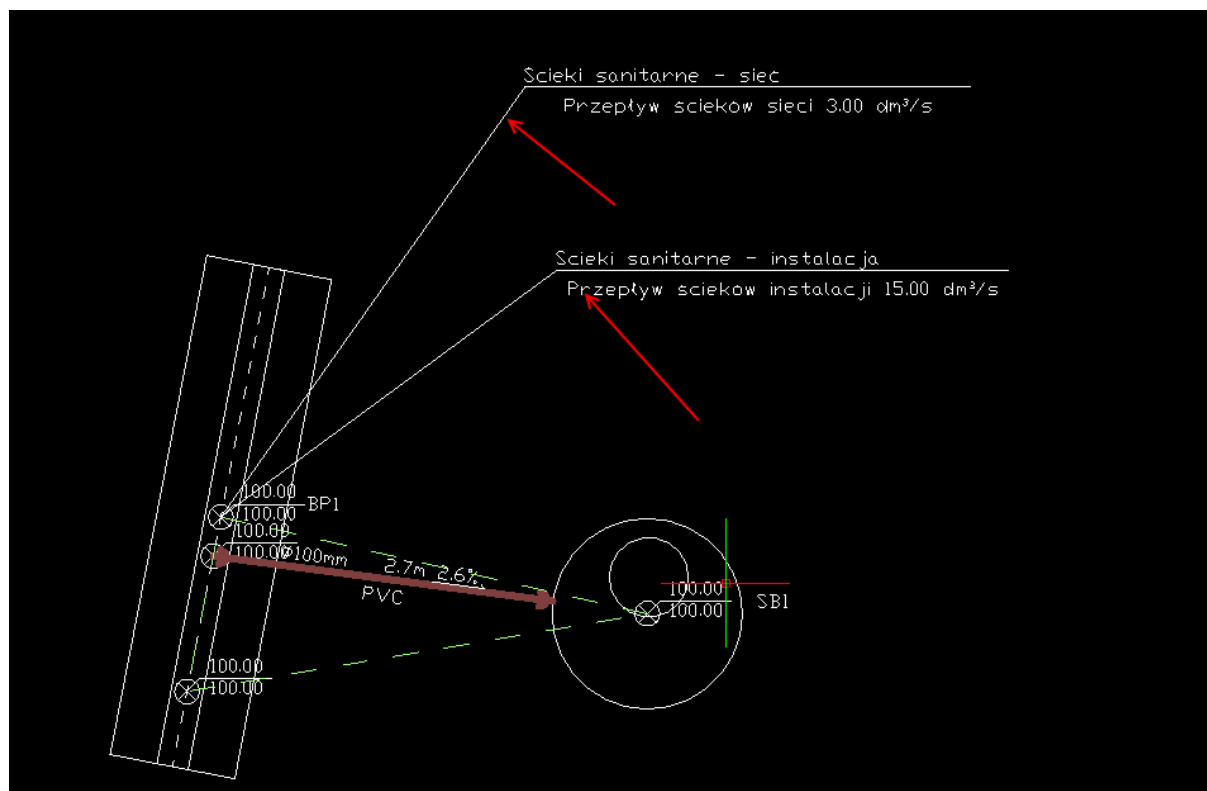 Scieki sanitarne - siec
Przepływ sciekow sieci 3.00 dm³/s
Scieki sanitarne - instalacja
Przepływ sciekow instalacji 15.00 dm³/s
100.00
100.00
BP1
100.00
100.00
100mm
2.7m 2.6%
PVC
100.00
100.00
SB1
100.00
100.00